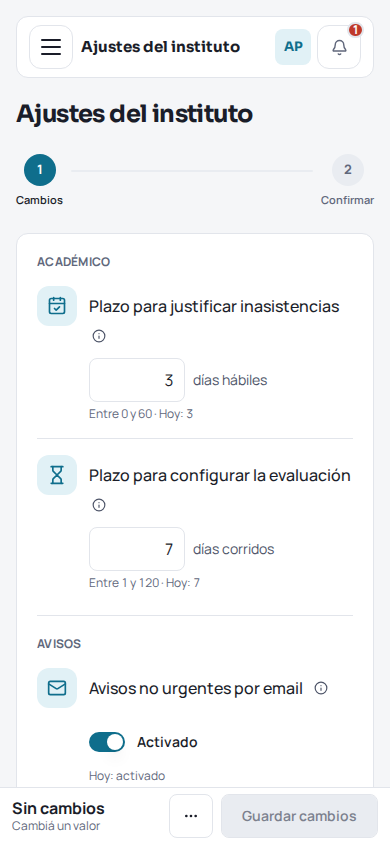 Ajustes del instituto
AP
1
Ajustes del instituto
1
2
Cambios
Confirmar
ACADÉMICO
Plazo para justificar inasistencias
3
días hábiles
Entre 0 y 60 · Hoy: 3
Plazo para configurar la evaluación
7
días corridos
Entre 1 y 120 · Hoy: 7
AVISOS
Avisos no urgentes por email
Activado
Hoy: activado
Sin cambios
Cambiá un valor
Guardar cambios